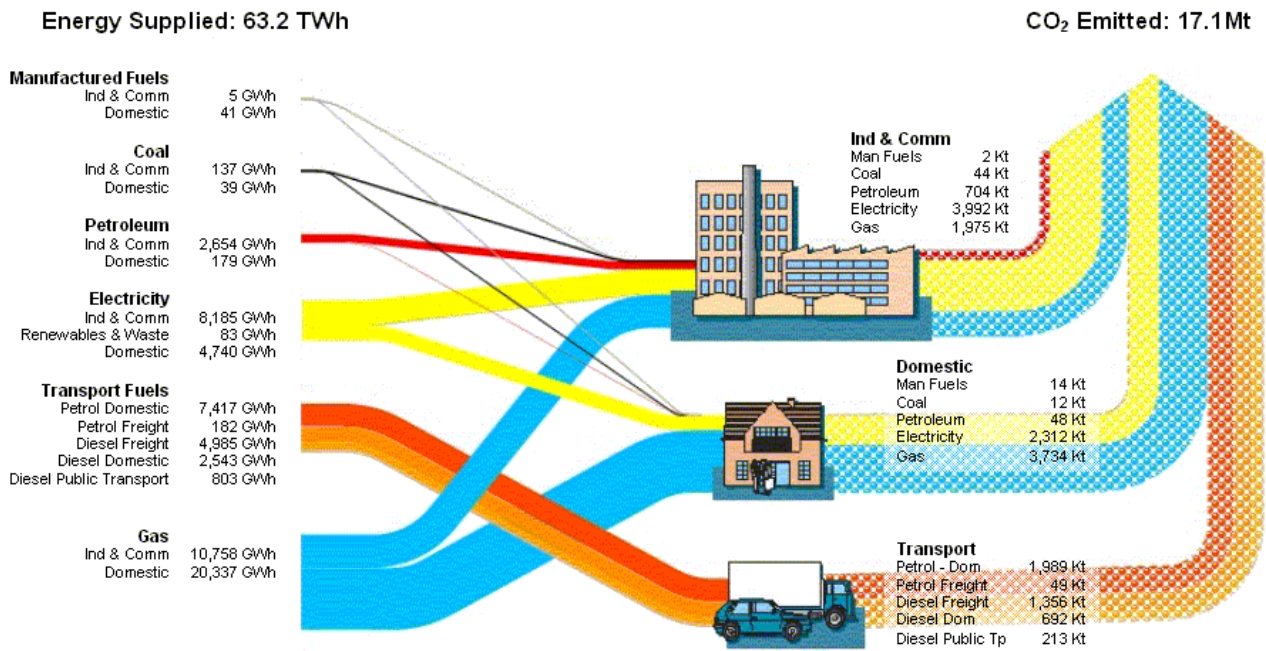 Energy Supplied: 63.2 TWh
CO₂ Emitted: 17.1Mt
Manufactured Fuels
Ind & Comm 5 GWh
Domestic 41 GWh
Coal
Ind & Comm 137 GWh
Domestic 39 GWh
Petroleum
Ind & Comm 2,654 GWh
Domestic 179 GWh
Electricity
Ind & Comm 8,185 GWh
Renewables & Waste 83 GWh
Domestic 4,740 GWh
Transport Fuels
Petrol Domestic 7,417 GWh
Petrol Freight 182 GWh
Diesel Freight 4,985 GWh
Diesel Domestic 2,543 GWh
Diesel Public Transport 803 GWh
Gas
Ind & Comm 10,758 GWh
Domestic 20,337 GWh
Ind & Comm
Man Fuels 2 Kt
Coal 44 Kt
Petroleum 704 Kt
Electricity 3,992 Kt
Gas 1,975 Kt
Domestic
Man Fuels 14 Kt
Coal 12 Kt
Petroleum 48 Kt
Electricity 2,312 Kt
Gas 3,734 Kt
Transport
Petrol - Dom 1,989 Kt
Petrol Freight 49 Kt
Diesel Freight 1,356 Kt
Diesel Dom 692 Kt
Diesel Public Tp 213 Kt